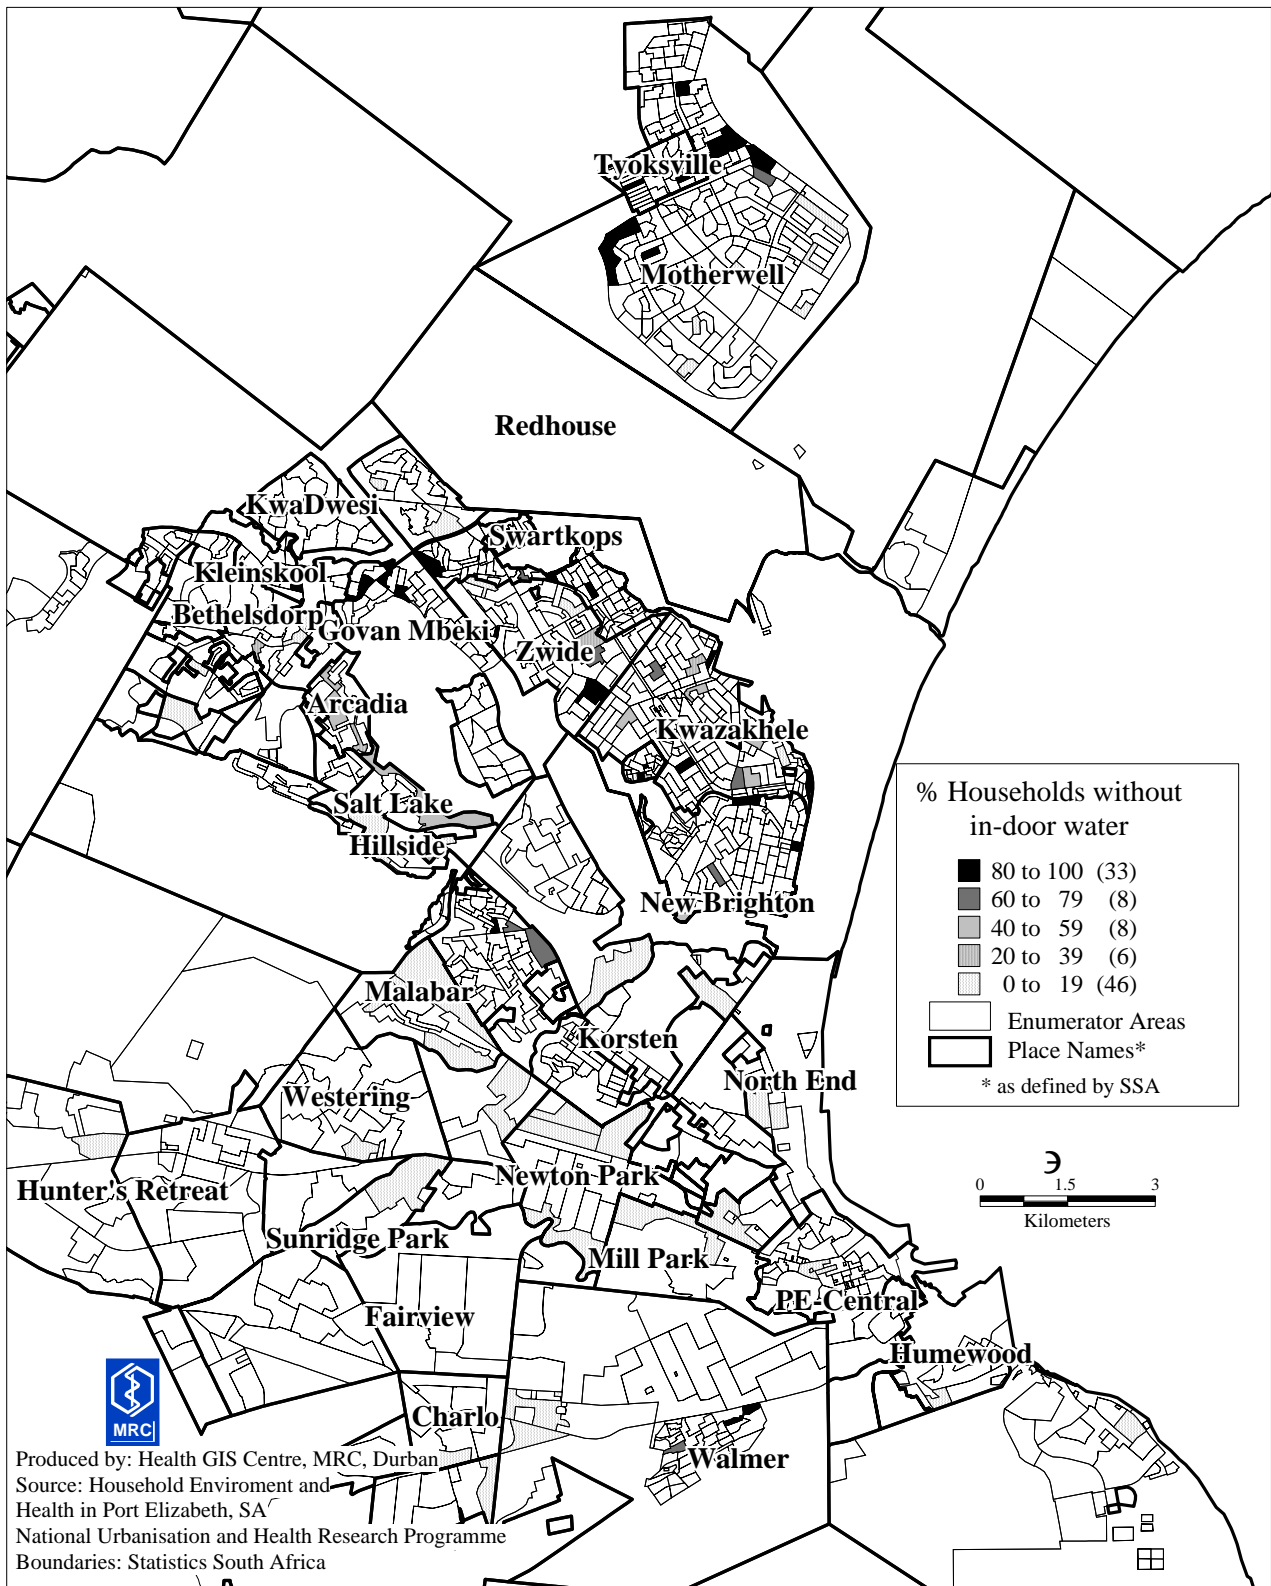 Tyoksville
Motherwell
Redhouse
KwaDwesi
Swartkops
Kleinskool
Bethelsdorp
Govan Mbeki
Zwide
Arcadia
Kwazakhele
Salt Lake
Hillside
New Brighton
Malabar
Korsten
North End
Westering
Newton Park
Hunter's Retreat
Sunridge Park
Mill Park
PE-Central
Fairview
Humewood
Charlo
Walmer
% Households without
in-door water
80 to 100 (33)
60 to 79 (8)
40 to 59 (8)
20 to 39 (6)
0 to 19 (46)
Enumerator Areas
Place Names*
* as defined by SSA
0 1.5 3
Kilometers
MRC
Produced by: Health GIS Centre, MRC, Durban
Source: Household Enviroment and
Health in Port Elizabeth, SA
National Urbanisation and Health Research Programme
Boundaries: Statistics South Africa